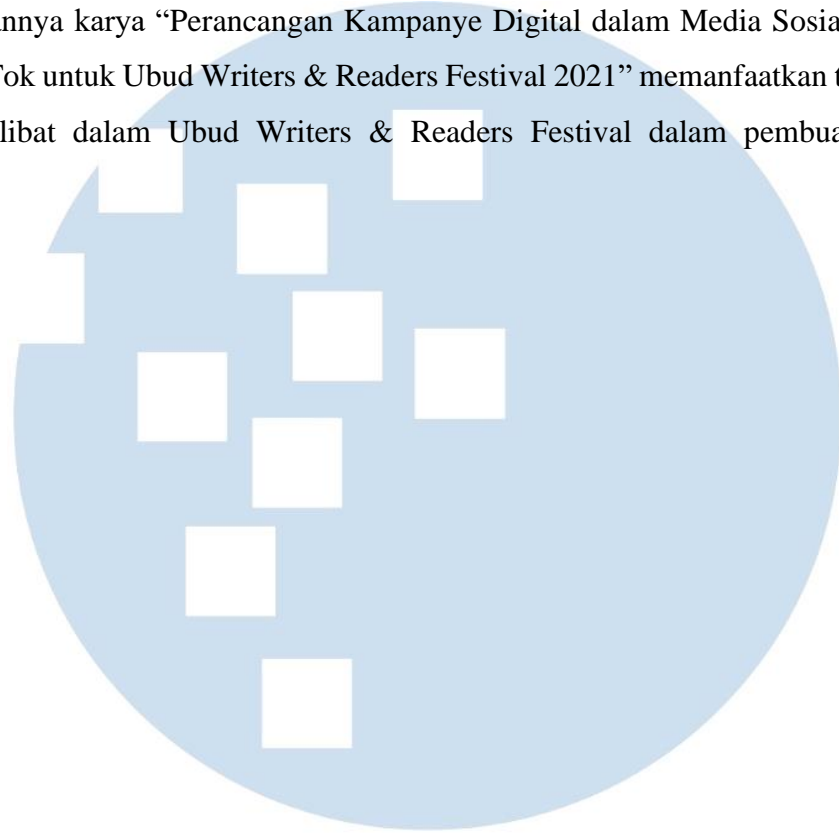 annya karya “Perancangan Kampanye Digital dalam Media Sosia
Tok untuk Ubud Writers & Readers Festival 2021” memanfaatkan t
libat dalam Ubud Writers & Readers Festival dalam pembua